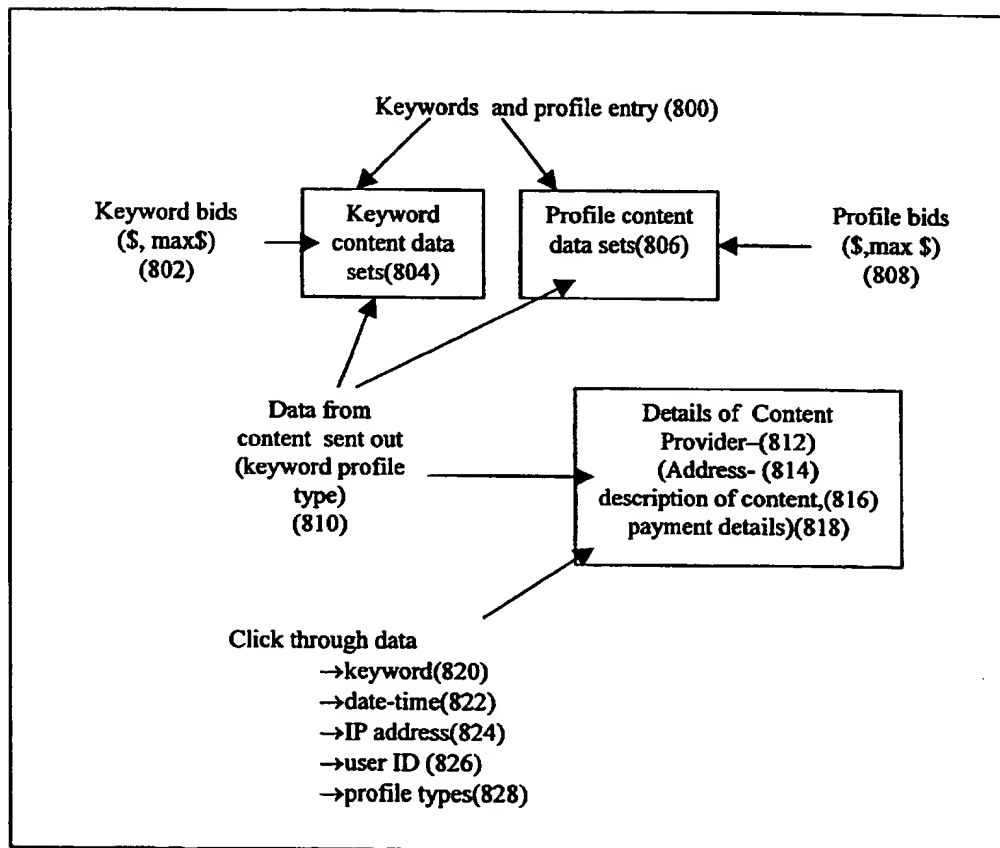 Keywords and profile entry (800)
Keyword bids
($, max$)
(802)
Keyword
content data
sets(804)
Profile content
data sets(806)
Profile bids
($,max $)
(808)
Data from
content sent out
(keyword profile
type)
(810)
Details of Content
Provider–(812)
(Address- (814)
description of content,(816)
payment details)(818)
Click through data
→keyword(820)
→date-time(822)
→IP address(824)
→user ID (826)
→profile types(828)